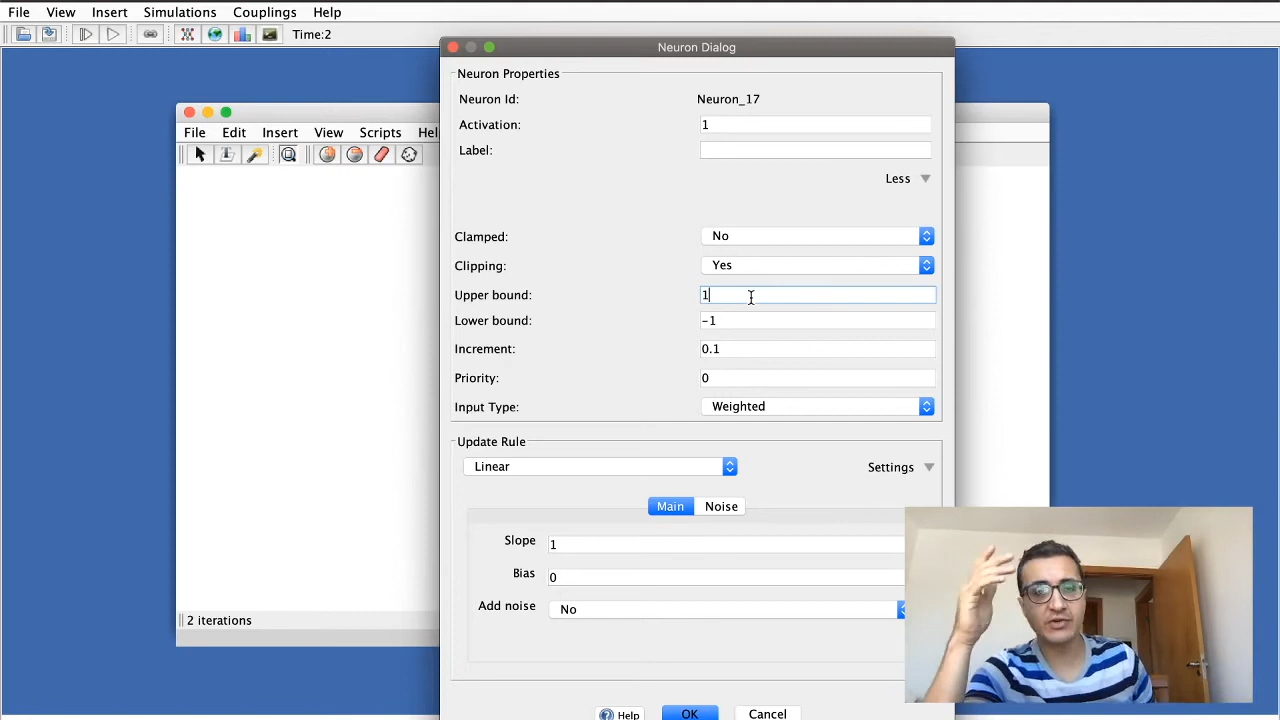 File View Insert Simulations Couplings Help
Time:2
Neuron Dialog
File Edit Insert View Scripts Hel
Neuron Properties
Neuron Id: Neuron_17
Activation: 1
Label:
Less
Clamped: No
Clipping: Yes
Upper bound: 1
Lower bound: -1
Increment: 0.1
Priority: 0
Input Type: Weighted
Update Rule
Linear Settings
Main Noise
Slope 1
Bias 0
Add noise No
2 iterations
Help OK Cancel